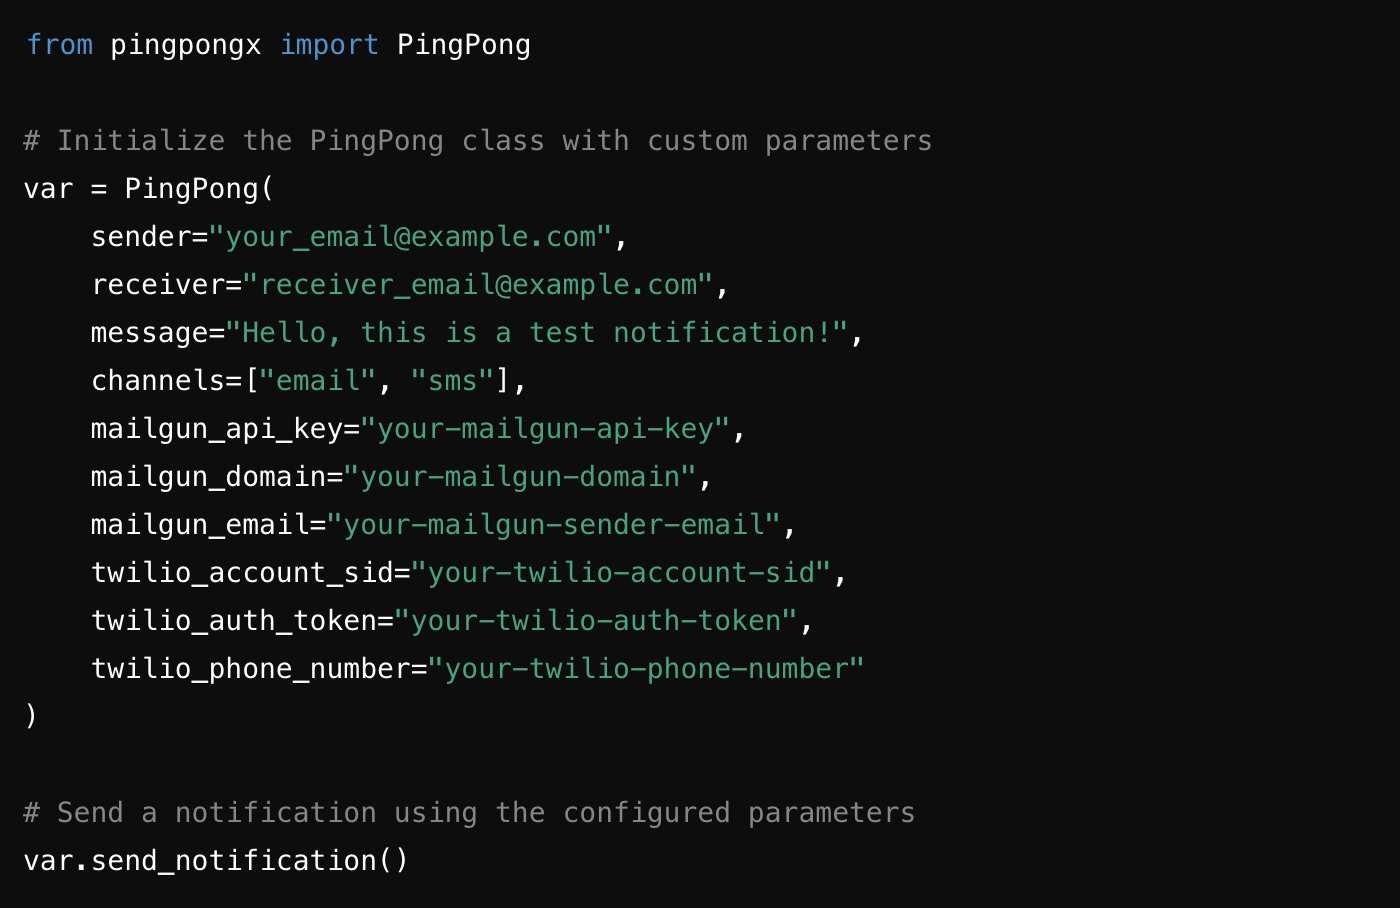 from pingpongx import PingPong

# Initialize the PingPong class with custom parameters
var = PingPong(
    sender="your_email@example.com",
    receiver="receiver_email@example.com",
    message="Hello, this is a test notification!",
    channels=["email", "sms"],
    mailgun_api_key="your-mailgun-api-key",
    mailgun_domain="your-mailgun-domain",
    mailgun_email="your-mailgun-sender-email",
    twilio_account_sid="your-twilio-account-sid",
    twilio_auth_token="your-twilio-auth-token",
    twilio_phone_number="your-twilio-phone-number"
)

# Send a notification using the configured parameters
var.send_notification()